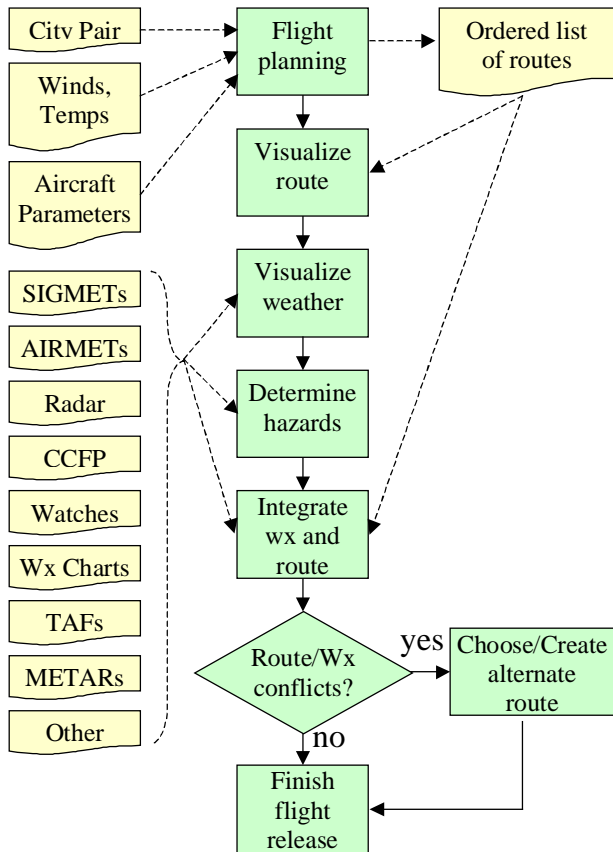 City Pair
Flight
planning
Ordered list
of routes
Winds,
Temps
Visualize
route
Aircraft
Parameters
SIGMETs
Visualize
weather
AIRMETs
Radar
Determine
hazards
CCFP
Watches
Integrate
wx and
route
Wx Charts
TAFs
METARs
Other
Route/Wx
conflicts?
yes
Choose/Create
alternate
route
no
Finish
flight
release